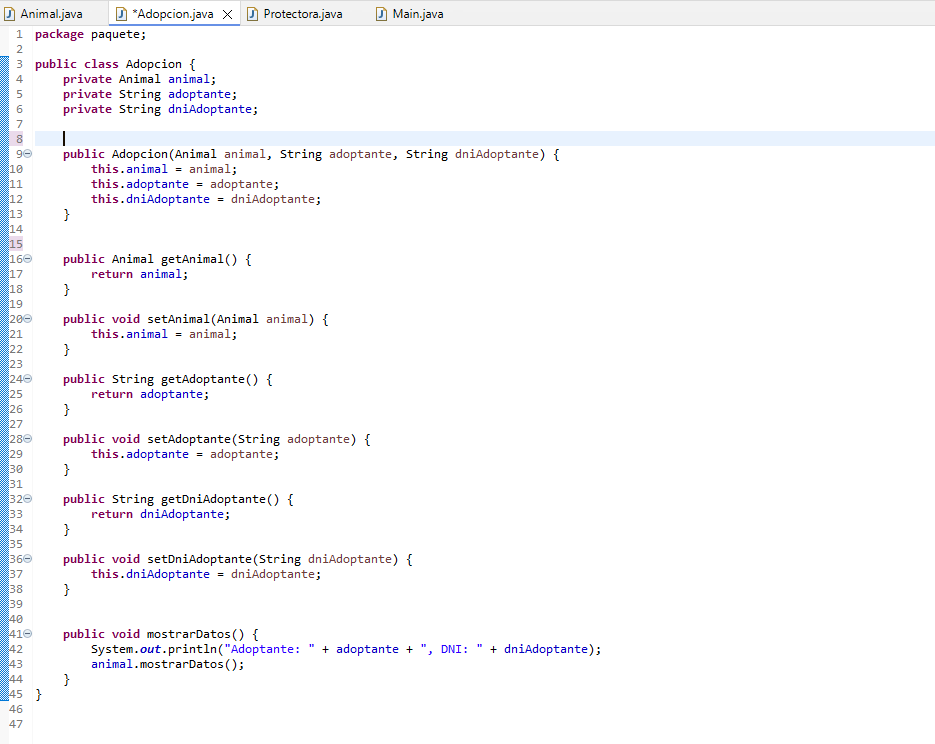 Animal.java *Adopcion.java Protectora.java Main.java
1 package paquete;
2
3 public class Adopcion {
4     private Animal animal;
5     private String adoptante;
6     private String dniAdoptante;
7
8
9     public Adopcion(Animal animal, String adoptante, String dniAdoptante) {
10         this.animal = animal;
11         this.adoptante = adoptante;
12         this.dniAdoptante = dniAdoptante;
13     }
14
15
16     public Animal getAnimal() {
17         return animal;
18     }
19
20     public void setAnimal(Animal animal) {
21         this.animal = animal;
22     }
23
24     public String getAdoptante() {
25         return adoptante;
26     }
27
28     public void setAdoptante(String adoptante) {
29         this.adoptante = adoptante;
30     }
31
32     public String getDniAdoptante() {
33         return dniAdoptante;
34     }
35
36     public void setDniAdoptante(String dniAdoptante) {
37         this.dniAdoptante = dniAdoptante;
38     }
39
40
41     public void mostrarDatos() {
42         System.out.println("Adoptante: " + adoptante + ", DNI: " + dniAdoptante);
43         animal.mostrarDatos();
44     }
45 }
46
47